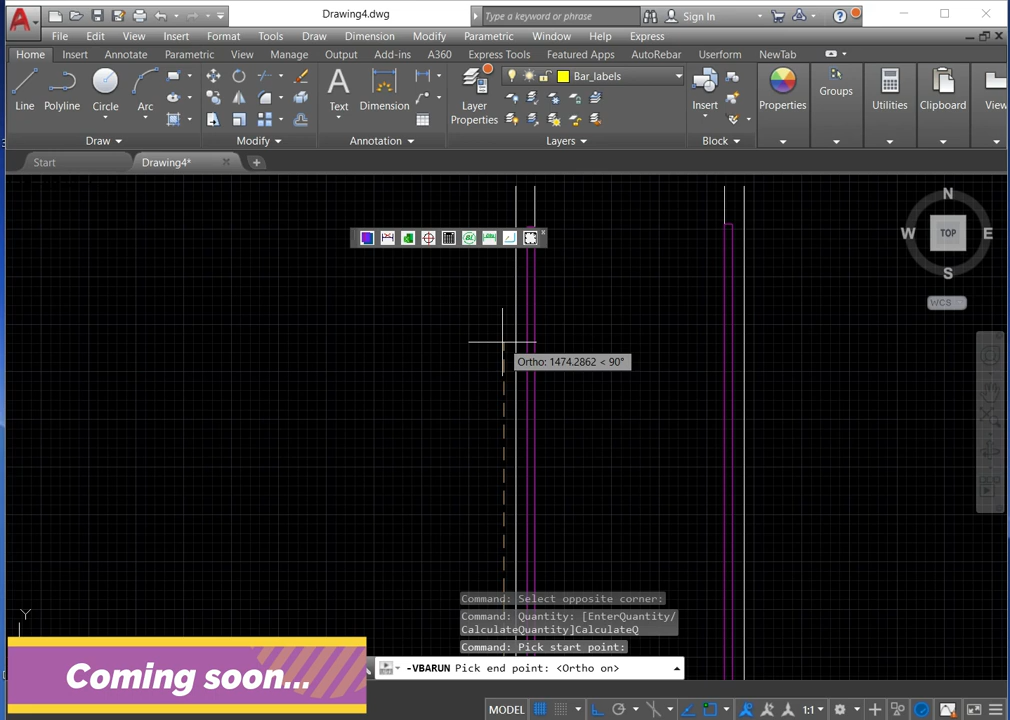 Drawing4.dwg
Type a keyword or phrase
Sign In
File Edit View Insert Format Tools Draw Dimension Modify Parametric Window Help Express
Home Insert Annotate Parametric View Manage Output Add-ins A360 Express Tools Featured Apps AutoRebar Userform NewTab
Bar_labels
Line Polyline Circle Arc Text Dimension Layer Properties Insert Properties Groups Utilities Clipboard View
Draw Modify Annotation Layers Block
Start Drawing4*
N
W TOP E
S
WCS
Ortho: 1474.2862 < 90°
Y
Command: Select opposite corner:
Command: Quantity: [EnterQuantity/
CalculateQuantity]CalculateQ
Command: Pick start point:
-VBARUN Pick end point: <Ortho on>
Coming soon...
MODEL 1:1